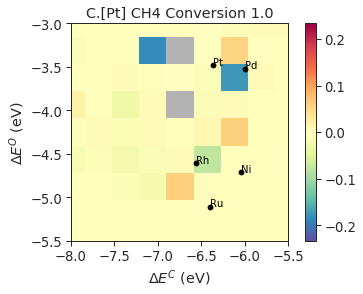 C.[Pt] CH4 Conversion 1.0
−3.0
−3.5
−4.0
−4.5
−5.0
−5.5
ΔE^O (eV)
Pt
Pd
Rh
Ni
Ru
−8.0 −7.5 −7.0 −6.5 −6.0 −5.5
ΔE^C (eV)
0.2
0.1
0.0
−0.1
−0.2